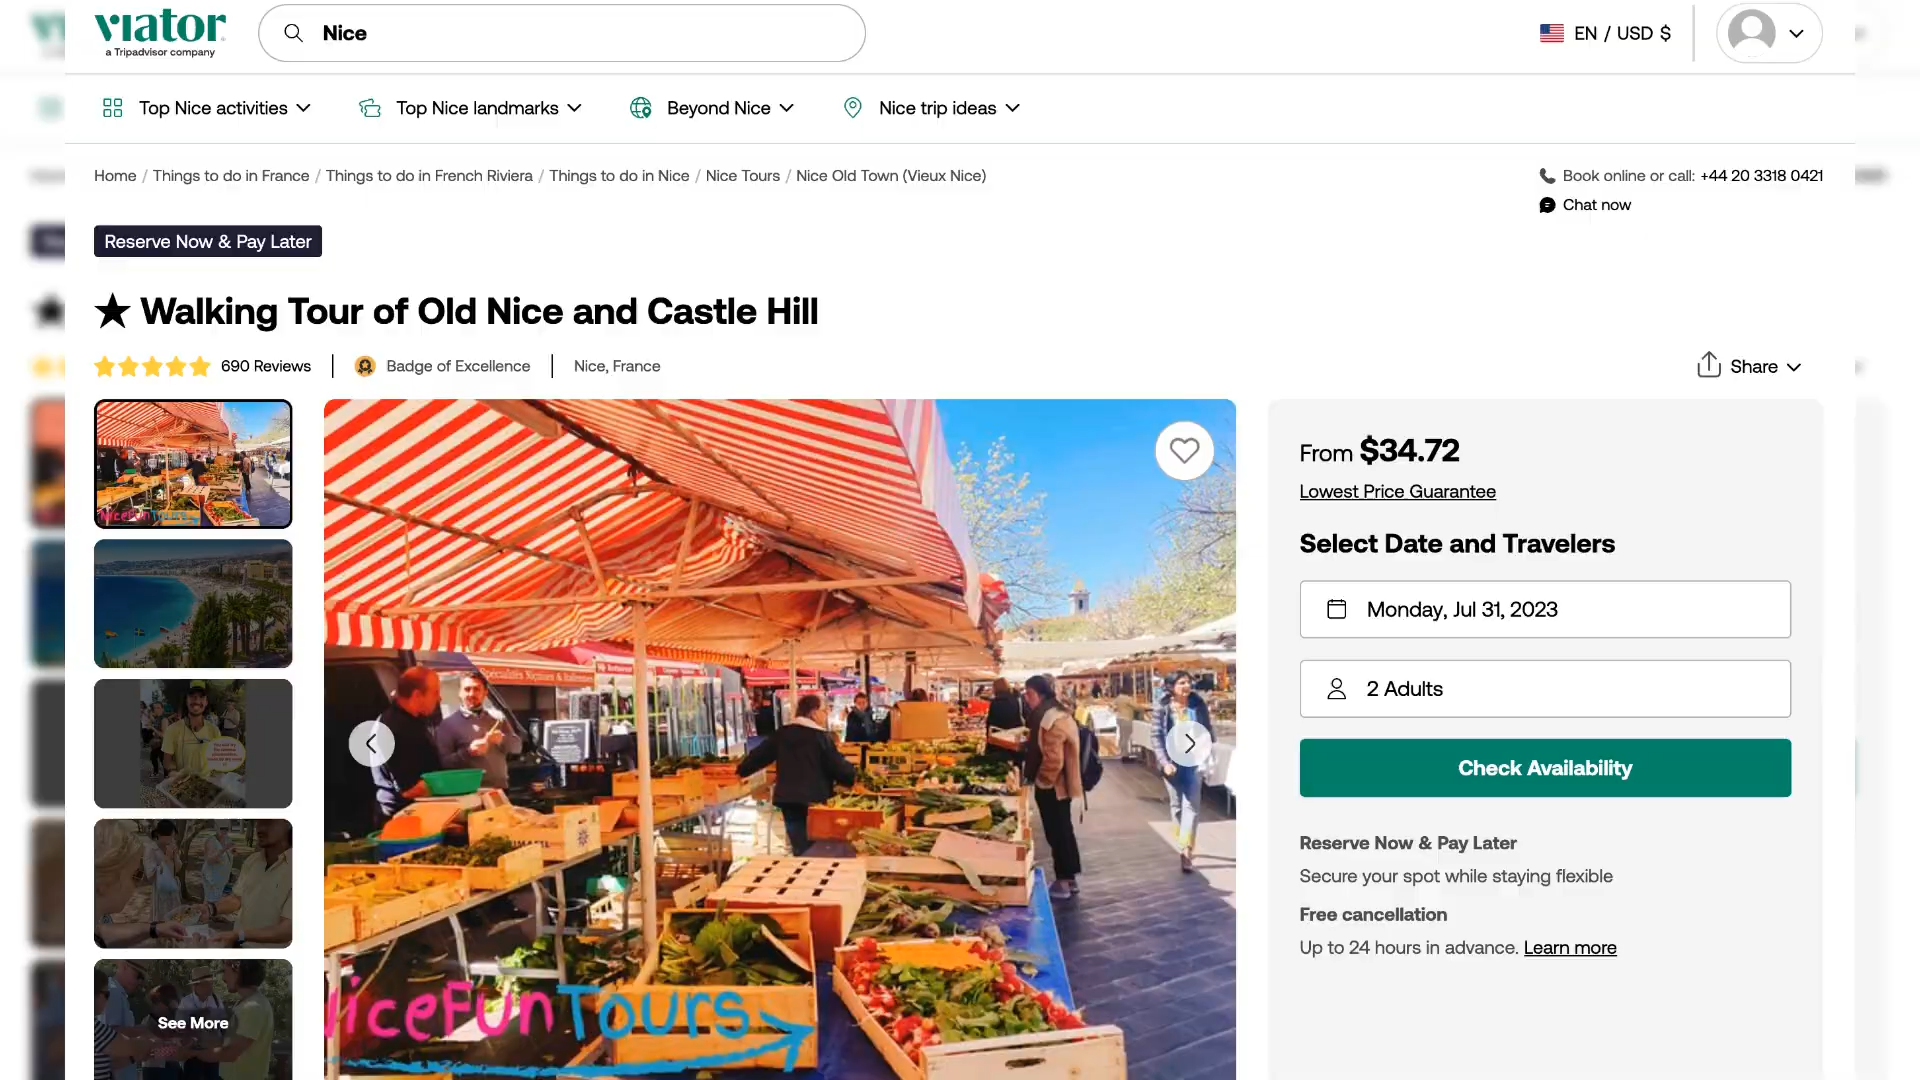 viator
a Tripadvisor company
Nice
EN / USD $
Top Nice activities
Top Nice landmarks
Beyond Nice
Nice trip ideas
Home / Things to do in France / Things to do in French Riviera / Things to do in Nice / Nice Tours / Nice Old Town (Vieux Nice)
Book online or call: +44 20 3318 0421
Chat now
Reserve Now & Pay Later
★ Walking Tour of Old Nice and Castle Hill
690 Reviews
Badge of Excellence
Nice, France
Share
NiceFunTours
See More
Spécialités Niçoises & Italiennes
iceFunTours
From $34.72
Lowest Price Guarantee
Select Date and Travelers
Monday, Jul 31, 2023
2 Adults
Check Availability
Reserve Now & Pay Later
Secure your spot while staying flexible
Free cancellation
Up to 24 hours in advance. Learn more